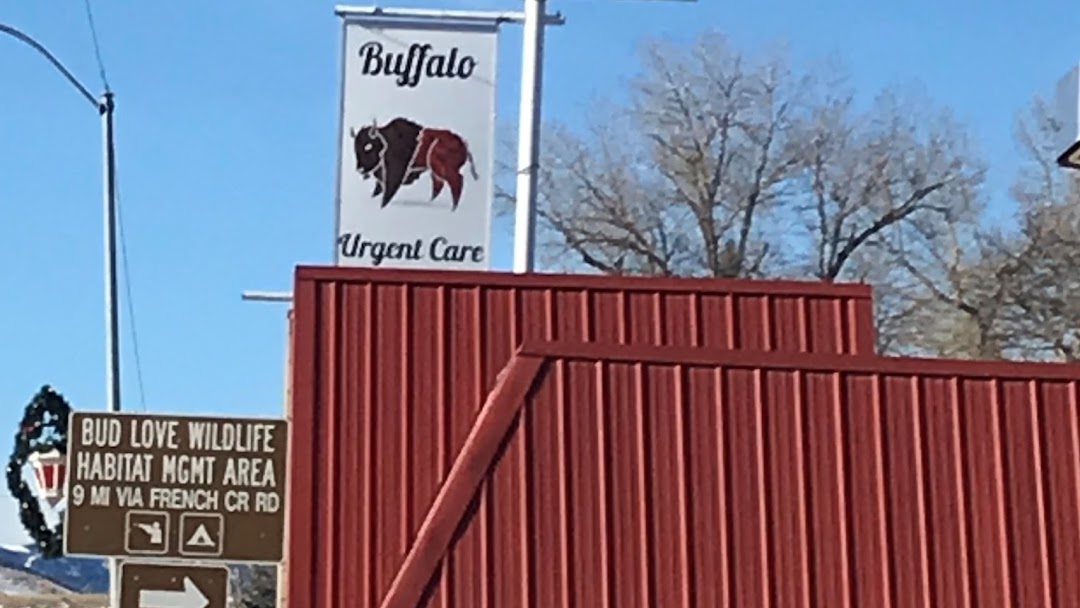 Buffalo
Urgent Care
BUD LOVE WILDLIFE
HABITAT MGMT AREA
9 MI VIA FRENCH CR RD